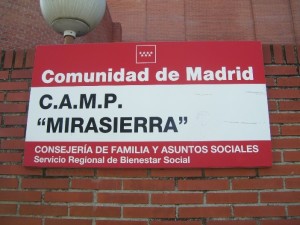 Comunidad de Madrid
C.A.M.P.
"MIRASIERRA"
CONSEJERÍA DE FAMILIA Y ASUNTOS SOCIALES
Servicio Regional de Bienestar Social